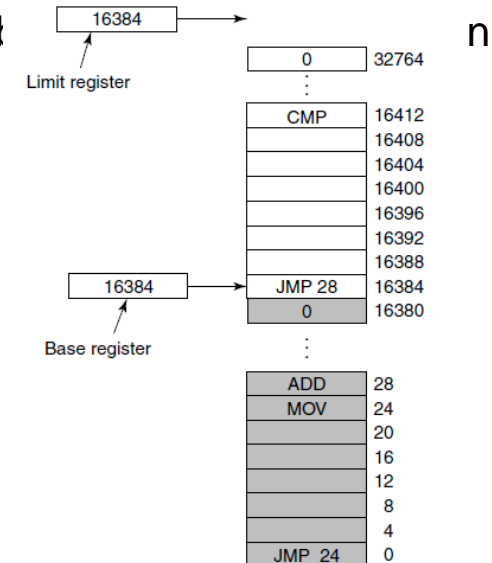 16384
n
0 32764
Limit register
CMP 16412
16408
16404
16400
16396
16392
16388
16384 JMP 28 16384
0 16380
Base register
ADD 28
MOV 24
20
16
12
8
4
JMP 24 0